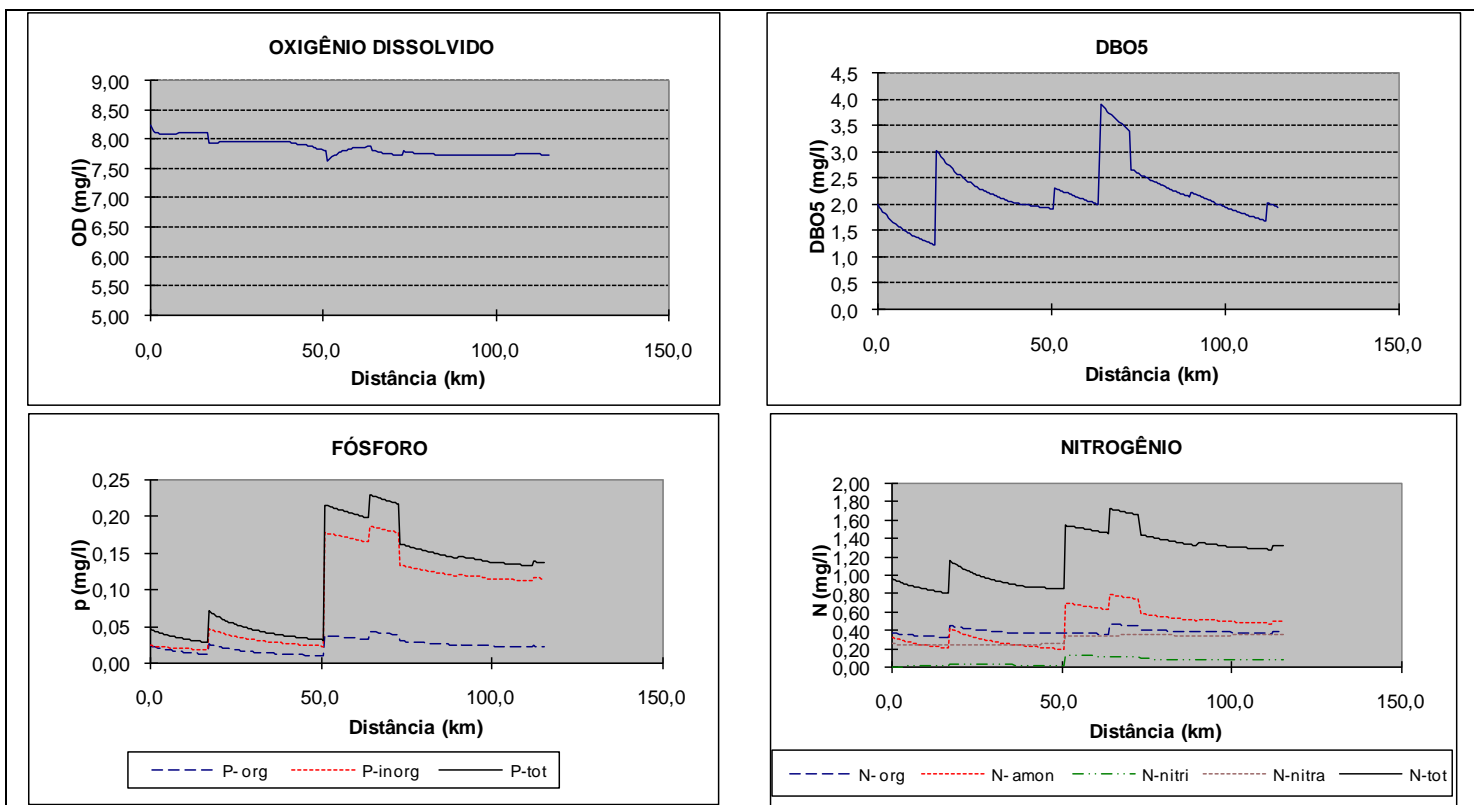 OXIGÊNIO DISSOLVIDO
9,00
8,50
8,00
7,50
7,00
6,50
6,00
5,50
5,00
OD (mg/l)
0,0 50,0 100,0 150,0
Distância (km)
DBO5
4,5
4,0
3,5
3,0
2,5
2,0
1,5
1,0
0,5
0,0
DBO5 (mg/l)
0,0 50,0 100,0 150,0
Distância (km)
FÓSFORO
0,25
0,20
0,15
0,10
0,05
0,00
p (mg/l)
0,0 50,0 100,0 150,0
Distância (km)
P-org P-inorg P-tot
NITROGÊNIO
2,00
1,80
1,60
1,40
1,20
1,00
0,80
0,60
0,40
0,20
0,00
N (mg/l)
0,0 50,0 100,0 150,0
Distância (km)
N-org N-amon N-nitri N-nitra N-tot